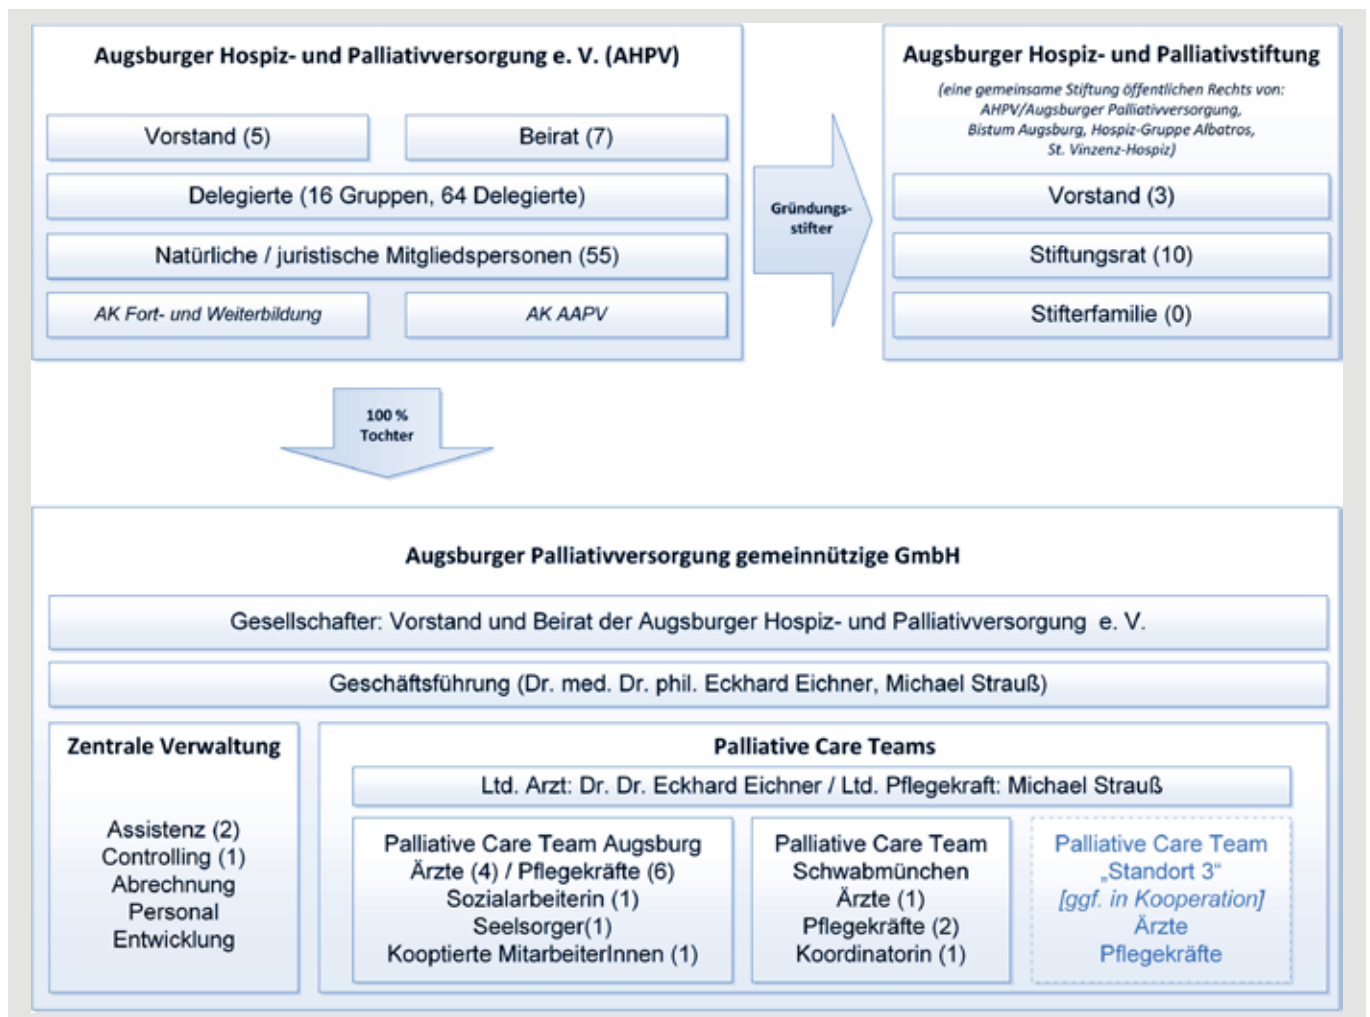 Augsburger Hospiz- und Palliativversorgung e. V. (AHPV)
Vorstand (5)
Beirat (7)
Delegierte (16 Gruppen, 64 Delegierte)
Natürliche / juristische Mitgliedspersonen (55)
AK Fort- und Weiterbildung
AK AAPV
Gründungs-
stifter
Augsburger Hospiz- und Palliativstiftung
(eine gemeinsame Stiftung öffentlichen Rechts von:
AHPV/Augsburger Palliativversorgung,
Bistum Augsburg, Hospiz-Gruppe Albatros,
St. Vinzenz-Hospiz)
Vorstand (3)
Stiftungsrat (10)
Stifterfamilie (0)
100 %
Tochter
Augsburger Palliativversorgung gemeinnützige GmbH
Gesellschafter: Vorstand und Beirat der Augsburger Hospiz- und Palliativversorgung e. V.
Geschäftsführung (Dr. med. Dr. phil. Eckhard Eichner, Michael Strauß)
Zentrale Verwaltung
Assistenz (2)
Controlling (1)
Abrechnung
Personal
Entwicklung
Palliative Care Teams
Ltd. Arzt: Dr. Dr. Eckhard Eichner / Ltd. Pflegekraft: Michael Strauß
Palliative Care Team Augsburg
Ärzte (4) / Pflegekräfte (6)
Sozialarbeiterin (1)
Seelsorger(1)
Kooptierte MitarbeiterInnen (1)
Palliative Care Team
Schwabmünchen
Ärzte (1)
Pflegekräfte (2)
Koordinatorin (1)
Palliative Care Team
„Standort 3“
[ggf. in Kooperation]
Ärzte
Pflegekräfte